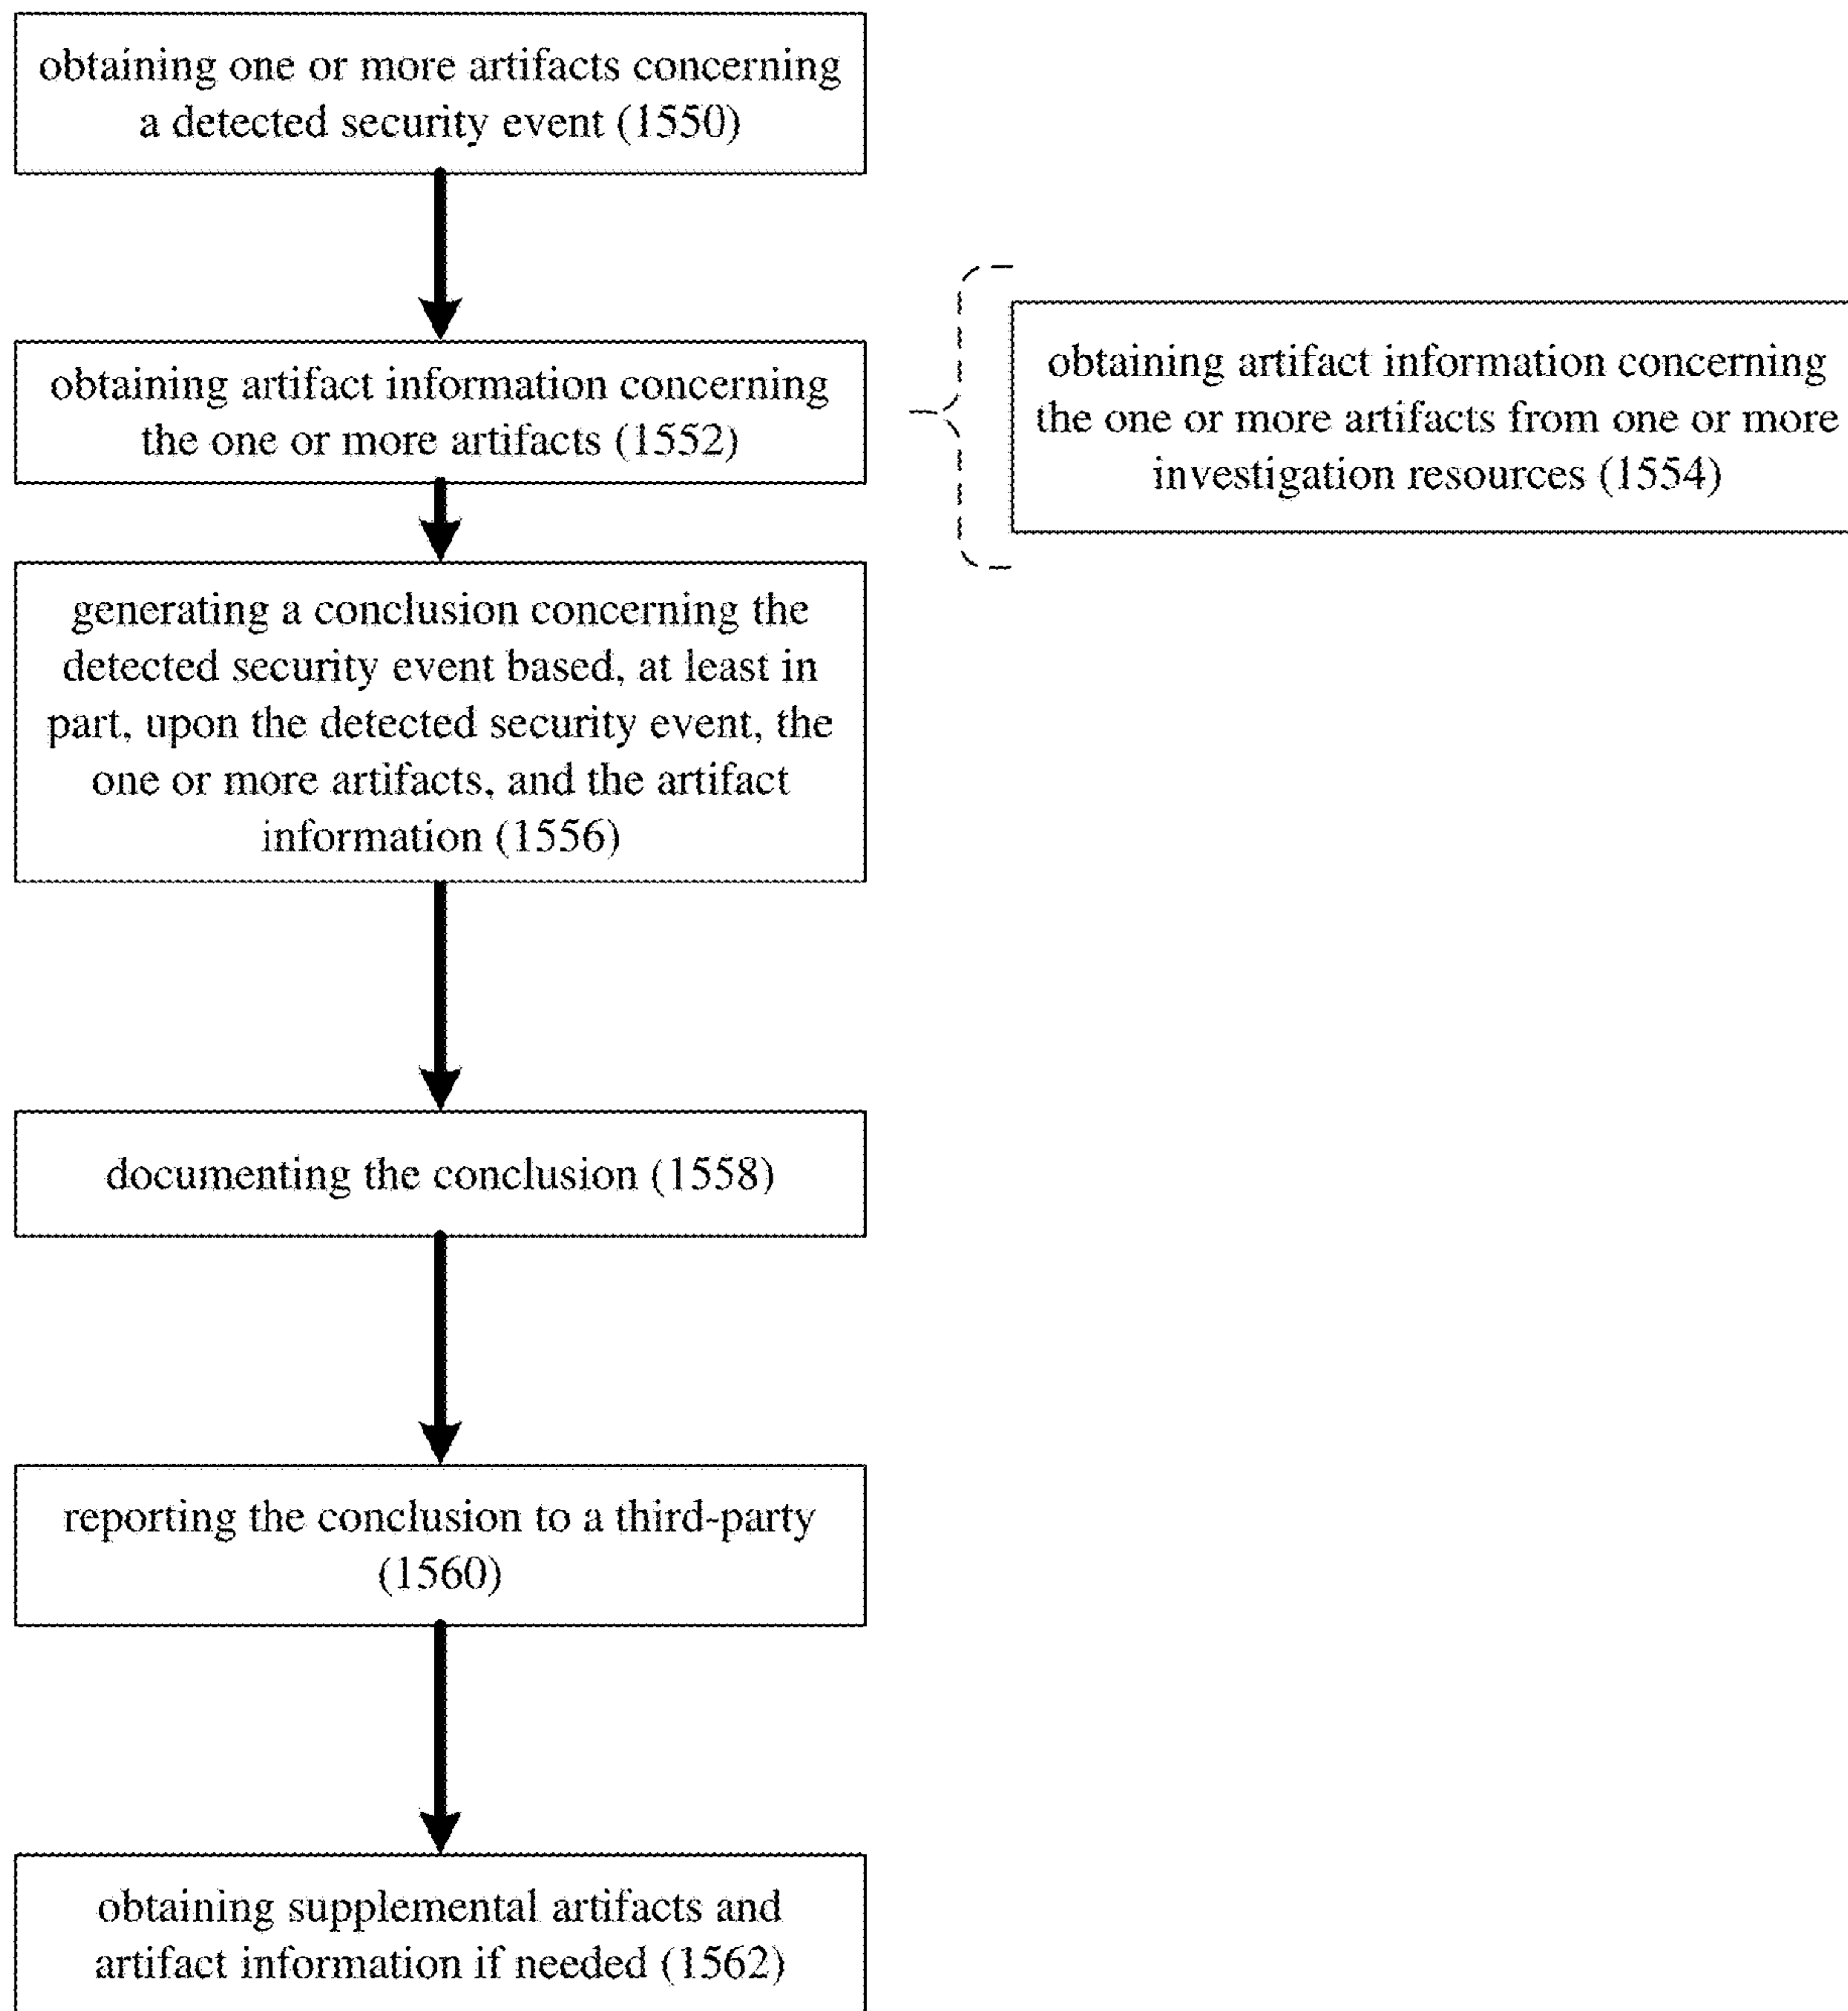 obtaining one or more artifacts concerning
a detected security event (1550)
obtaining artifact information concerning
the one or more artifacts (1552)
obtaining artifact information concerning
the one or more artifacts from one or more
investigation resources (1554)
generating a conclusion concerning the
detected security event based, at least in
part, upon the detected security event, the
one or more artifacts, and the artifact
information (1556)
documenting the conclusion (1558)
reporting the conclusion to a third-party
(1560)
obtaining supplemental artifacts and
artifact information if needed (1562)